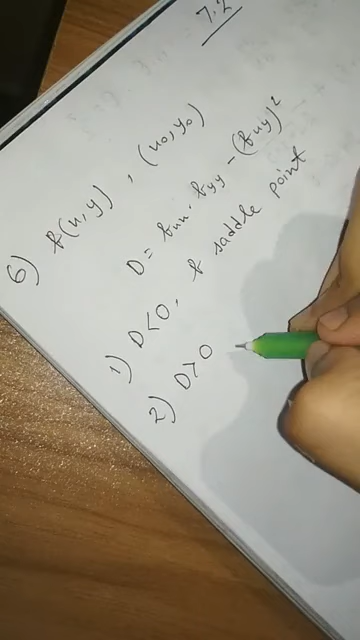 7.2
6) f(x,y) , (x₀,y₀)
D = fxx · fyy - (fxy)²
1) D<0, f saddle point
2) D>0